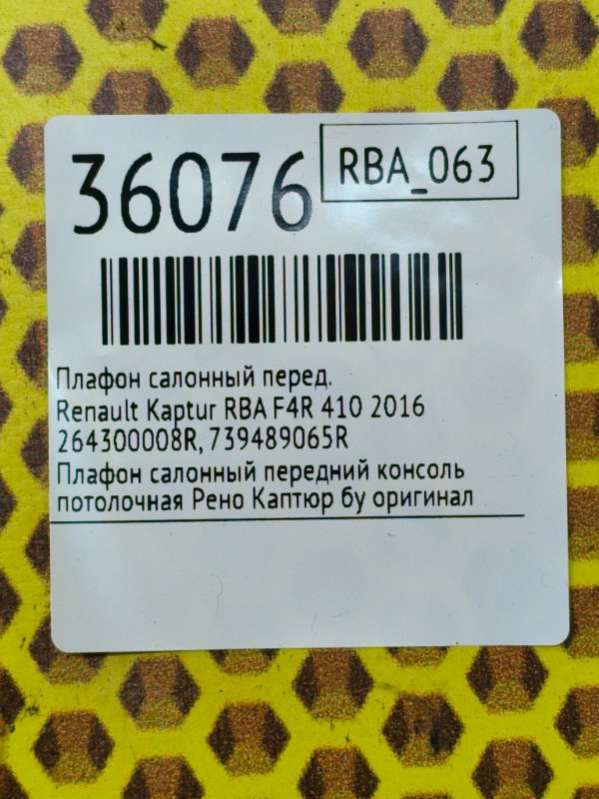 36076
RBA_063
Плафон салонный перед.
Renault Kaptur RBA F4R 410 2016
264300008R, 739489065R
Плафон салонный передний консоль
потолочная Рено Каптюр бу оригинал